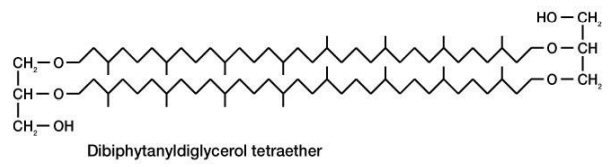 HO — CH₂
CH₂ — O — O — CH
CH — O — O — CH₂
CH₂ — OH
Dibiphytanyldiglycerol tetraether